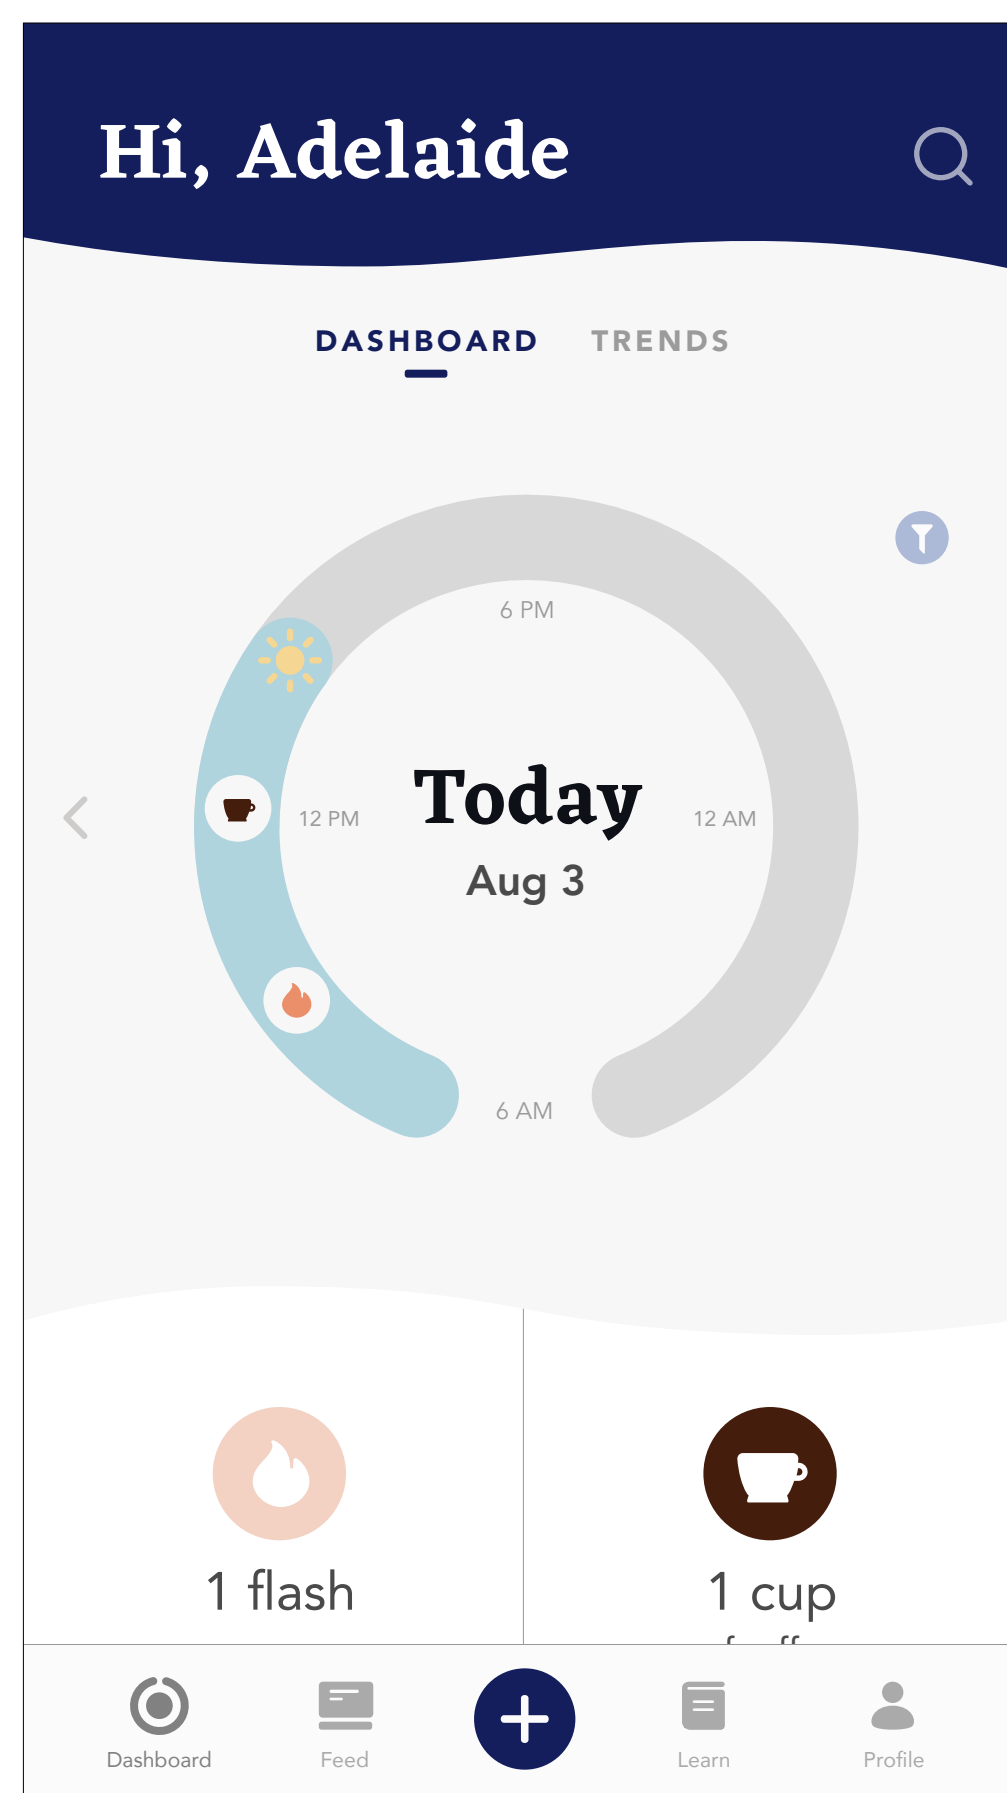 Hi, Adelaide
DASHBOARD TRENDS
6 PM
12 PM
Today
12 AM
Aug 3
6 AM
1 flash
1 cup
Dashboard
Feed
Learn
Profile